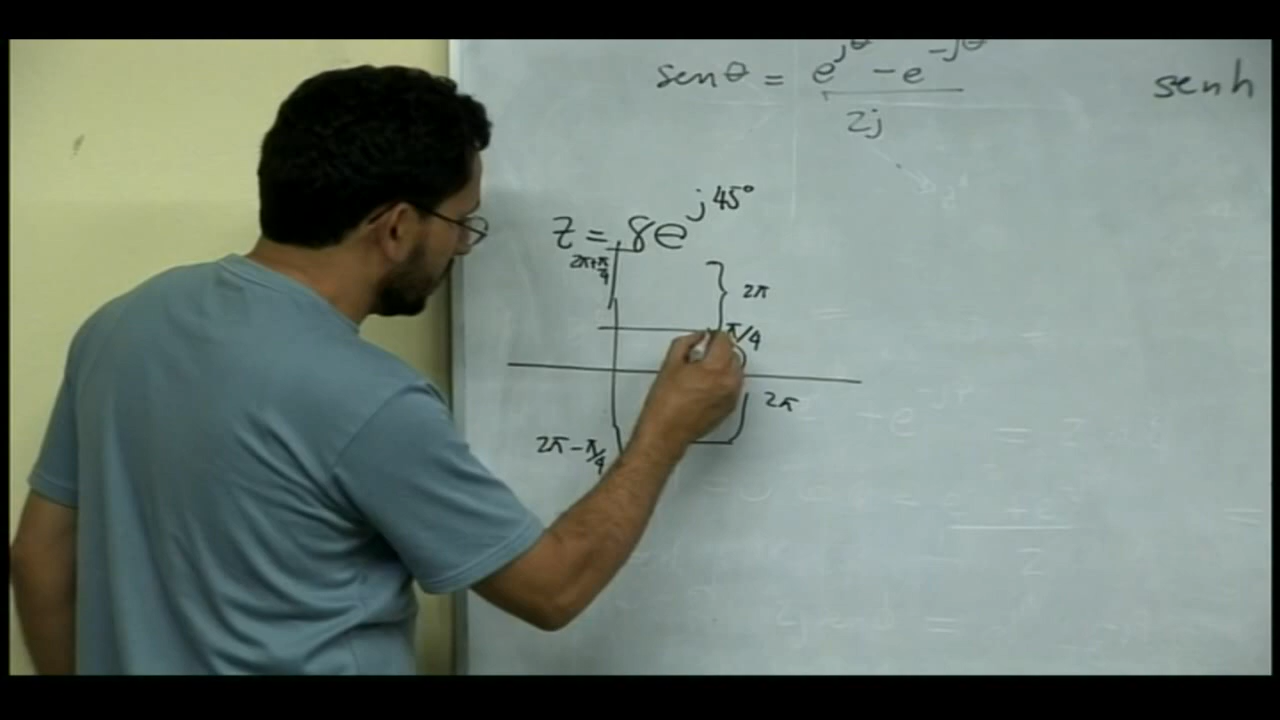 senθ = e^jθ - e^-jθ / 2j
senh
z = 8e^j45°
2π+π/4
2π
π/4
2π
2π-π/4